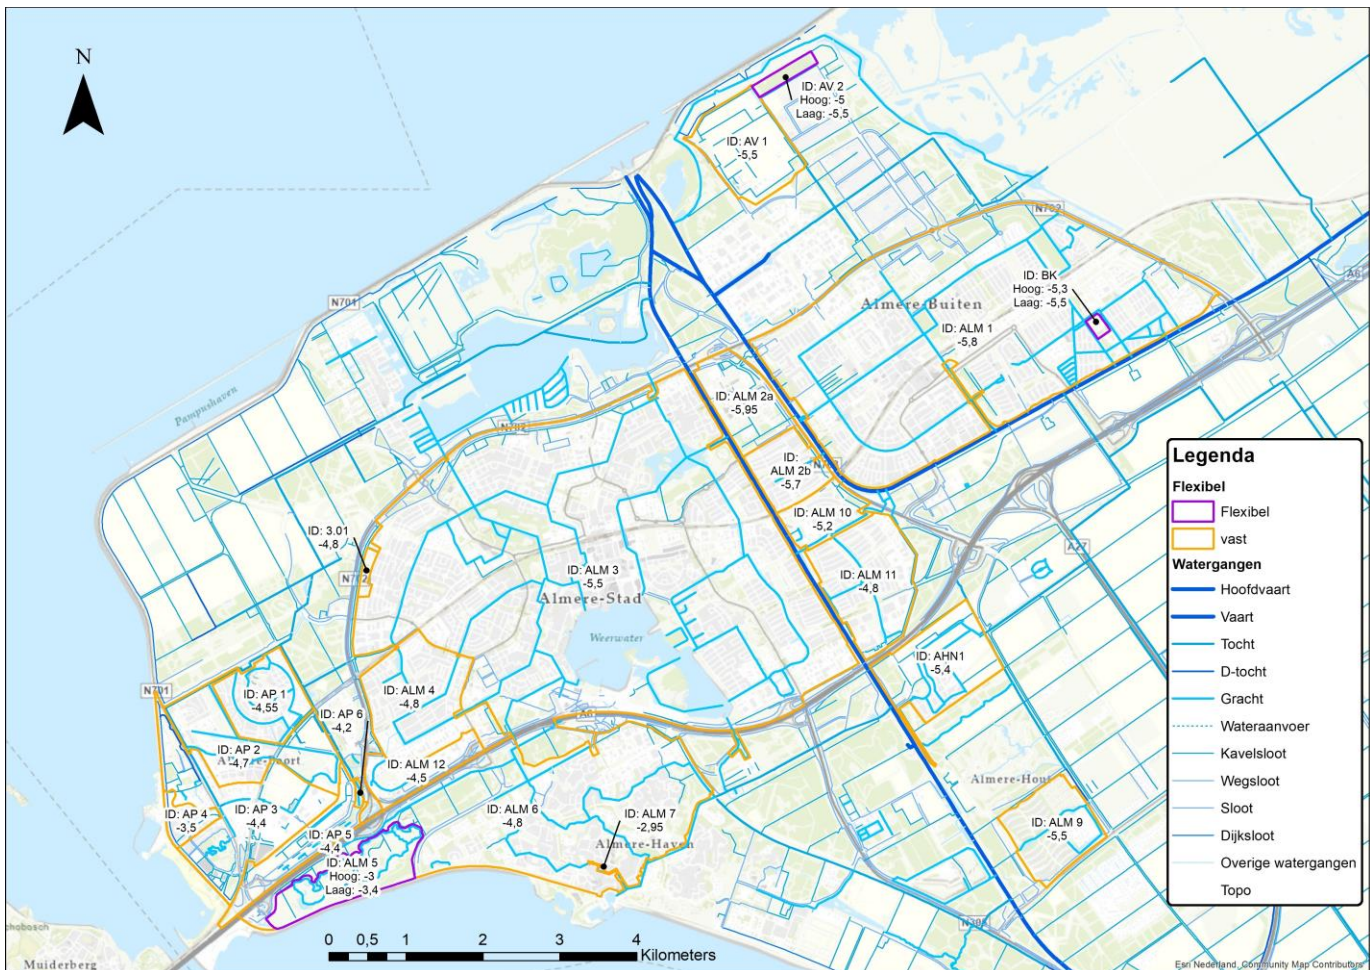 N
ID: AV 2
Hoog: -5
Laag: -5,5
ID: AV 1
-5,5
N702
ID: BK
Hoog: -5,3
Laag: -5,5
A6
N701
Almere-Buiten
ID: ALM 1
-5,8
Pampushaven
ID: ALM 2a
-5,95
N702
ID:
ALM 2b
-5,7
ID: ALM 10
-5,2
ID: 3.01
-4,8
N702
ID: ALM 3
-5,5
Almere-Stad
ID: ALM 11
-4,8
A27
Weerwater
ID: AHN1
-5,4
N701
ID: AP 1
-4,55
ID: ALM 4
-4,8
ID: AP 6
-4,2
A6
ID: AP 2
-4,7
ID: ALM 12
-4,5
Almere-Hout
ID: AP 4
-3,5
ID: AP 3
-4,4
ID: ALM 6
-4,8
ID: ALM 7
-2,95
Almere-Haven
ID: ALM 9
-5,5
ID: AP 5
-4,4
ID: ALM 5
Hoog: -3
Laag: -3,4
N305
Muiderberg
0 0,5 1 2 3 4
Kilometers
Legenda
Flexibel
Flexibel
vast
Watergangen
Hoofdvaart
Vaart
Tocht
D-tocht
Gracht
Wateraanvoer
Kavelsloot
Wegsloot
Sloot
Dijksloot
Overige watergangen
Topo
Esri Nederland, Community Map Contributors